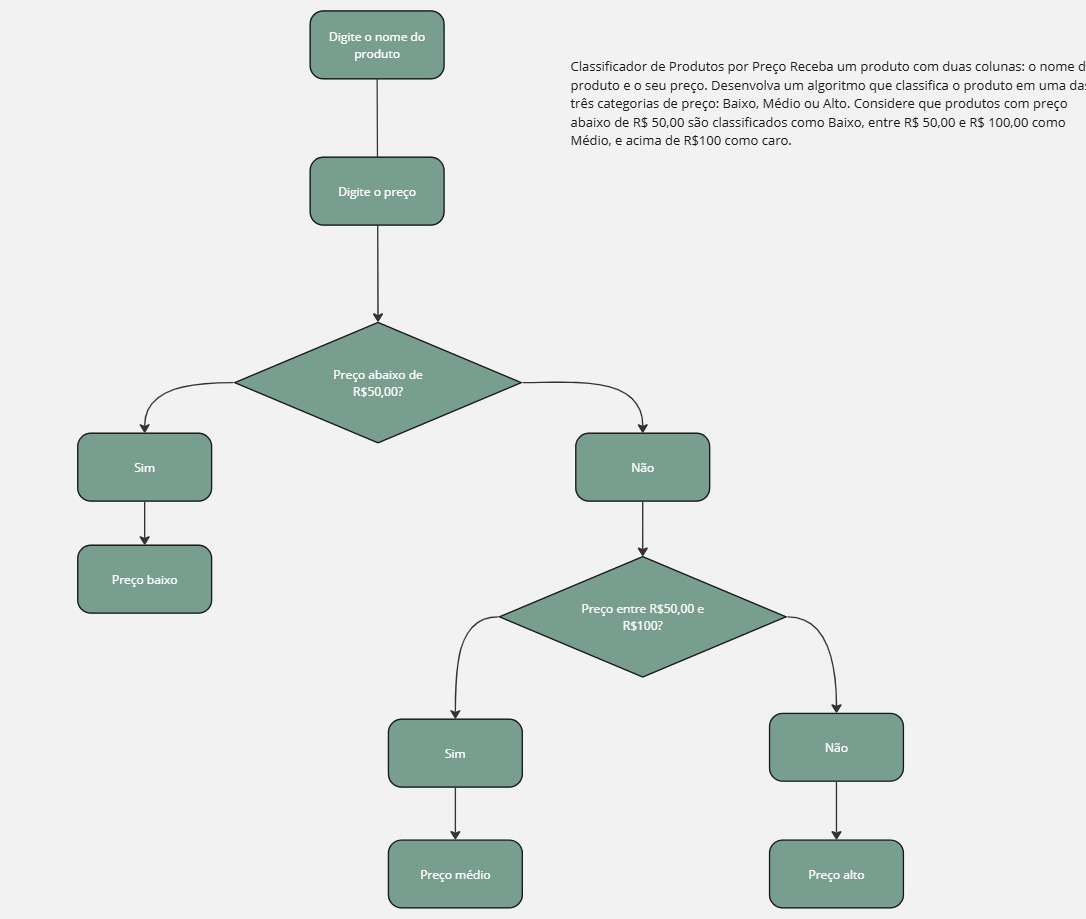 Digite o nome do
produto
Classificador de Produtos por Preço Receba um produto com duas colunas: o nome d
produto e o seu preço. Desenvolva um algoritmo que classifica o produto em uma das
três categorias de preço: Baixo, Médio ou Alto. Considere que produtos com preço
abaixo de R$ 50,00 são classificados como Baixo, entre R$ 50,00 e R$ 100,00 como
Médio, e acima de R$100 como caro.
Digite o preço
Preço abaixo de
R$50,00?
Sim
Não
Preço baixo
Preço entre R$50,00 e
R$100?
Sim
Não
Preço médio
Preço alto